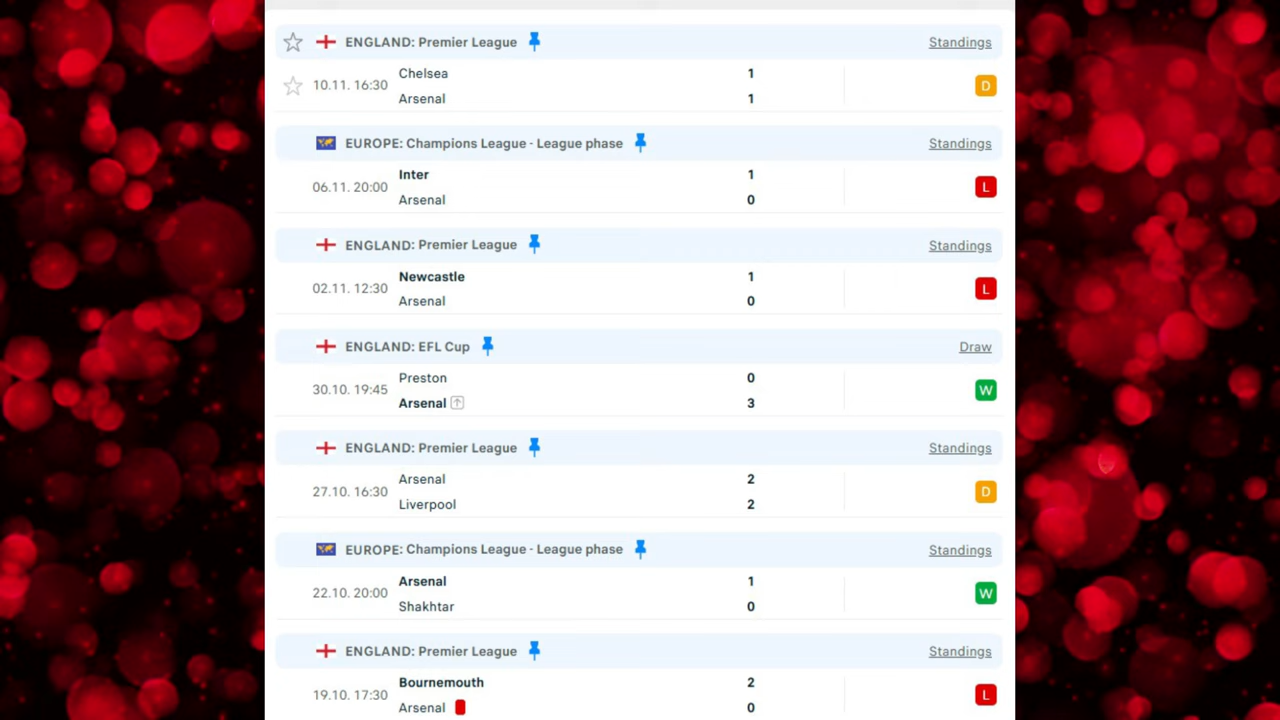 ENGLAND: Premier League Standings
Chelsea 1
10.11. 16:30 D
Arsenal 1
EUROPE: Champions League - League phase Standings
Inter 1
06.11. 20:00 L
Arsenal 0
ENGLAND: Premier League Standings
Newcastle 1
02.11. 12:30 L
Arsenal 0
ENGLAND: EFL Cup Draw
Preston 0
30.10. 19:45 W
Arsenal 3
ENGLAND: Premier League Standings
Arsenal 2
27.10. 16:30 D
Liverpool 2
EUROPE: Champions League - League phase Standings
Arsenal 1
22.10. 20:00 W
Shakhtar 0
ENGLAND: Premier League Standings
Bournemouth 2
19.10. 17:30 L
Arsenal 0